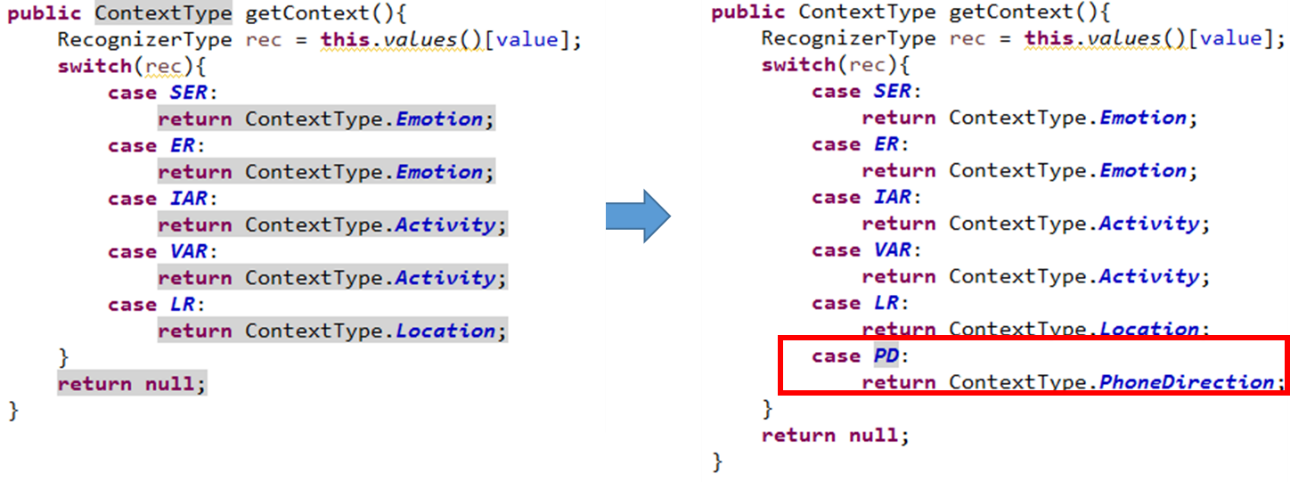 public ContextType getContext(){
RecognizerType rec = this.values()[value];
switch(rec){
case SER:
return ContextType.Emotion;
case ER:
return ContextType.Emotion;
case IAR:
return ContextType.Activity;
case VAR:
return ContextType.Activity;
case LR:
return ContextType.Location;
}
return null;
}
public ContextType getContext(){
RecognizerType rec = this.values()[value];
switch(rec){
case SER:
return ContextType.Emotion;
case ER:
return ContextType.Emotion;
case IAR:
return ContextType.Activity;
case VAR:
return ContextType.Activity;
case LR:
return ContextType.Location;
case PD:
return ContextType.PhoneDirection;
}
return null;
}